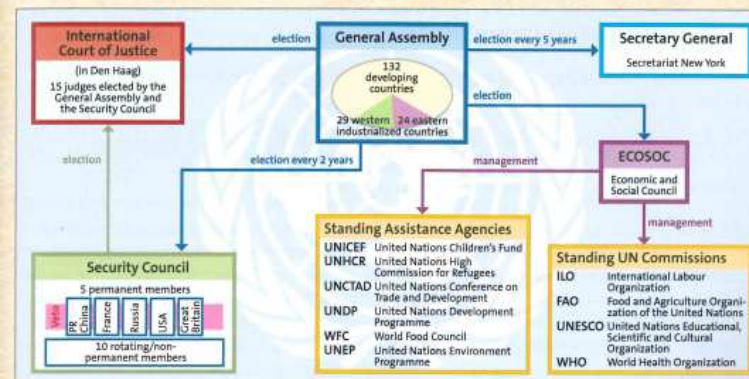 International
Court of Justice
(in Den Haag)
15 judges elected by the
General Assembly and
the Security Council
election
General Assembly
132
developing
countries
29 western 24 eastern
industrialized countries
election every 5 years
Secretary General
Secretariat New York
election
election
election every 2 years
management
ECOSOC
Economic and
Social Council
management
Security Council
5 permanent members
Veto
PR
China
France
Russia
USA
Great
Britain
10 rotating/non-
permanent members
Standing Assistance Agencies
UNICEF United Nations Children's Fund
UNHCR United Nations High
Commission for Refugees
UNCTAD United Nations Conference on
Trade and Development
UNDP United Nations Development
Programme
WFC World Food Council
UNEP United Nations Environment
Programme
Standing UN Commissions
ILO International Labour
Organization
FAO Food and Agriculture Organi-
zation of the United Nations
UNESCO United Nations Educational,
Scientific and Cultural
Organization
WHO World Health Organization